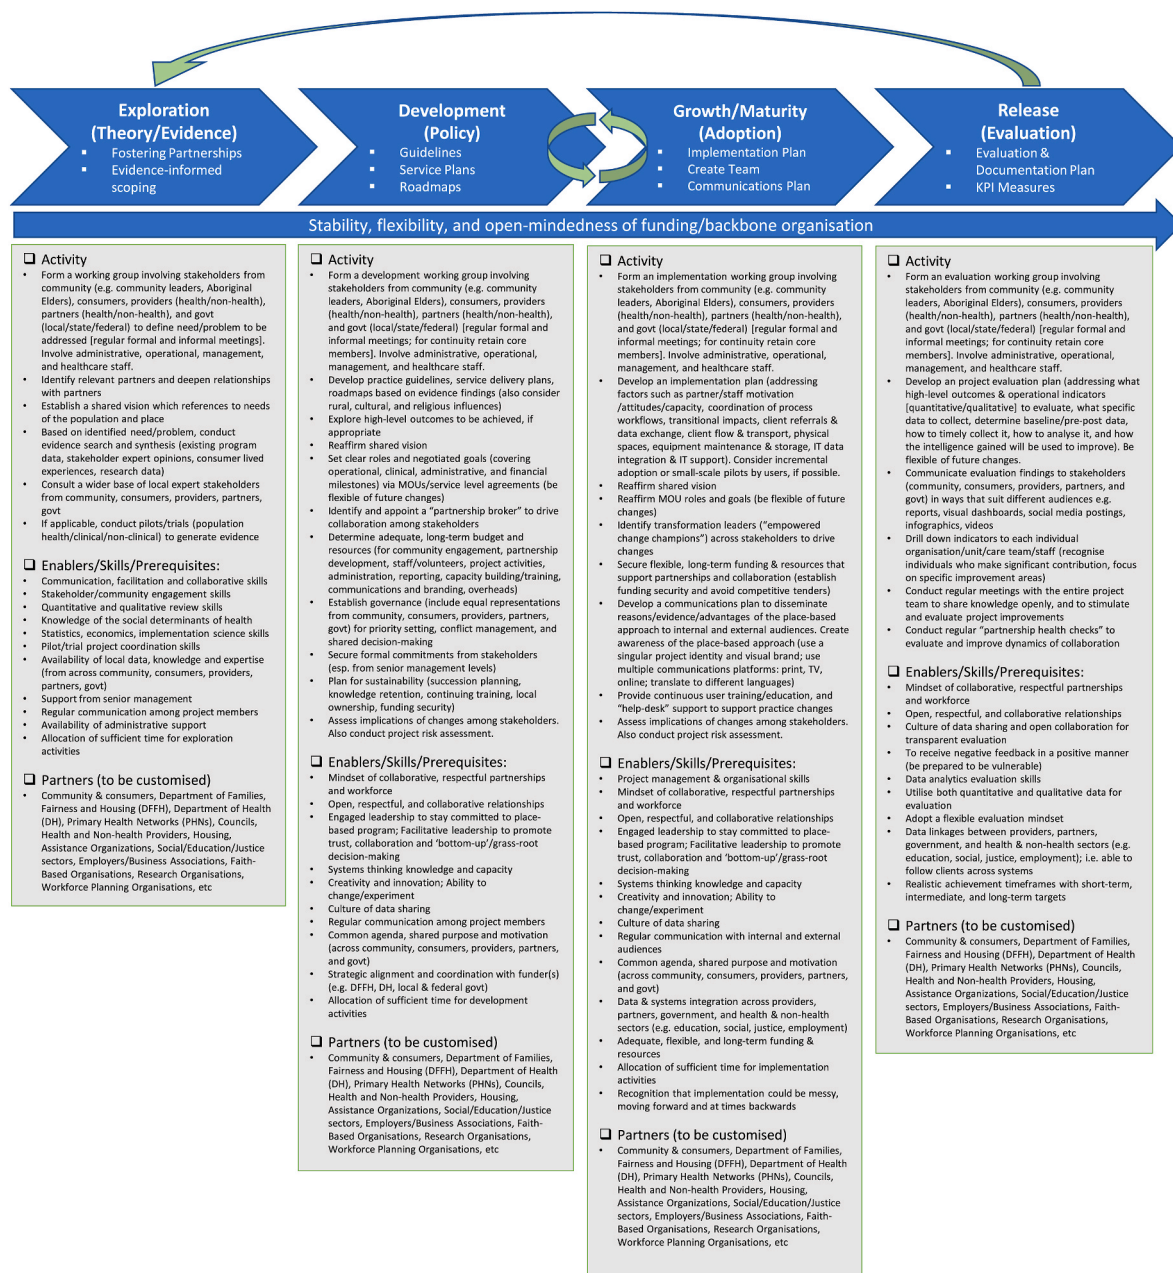 Exploration
(Theory/Evidence)
▪ Fostering Partnerships
▪ Evidence-informed
scoping
Development
(Policy)
▪ Guidelines
▪ Service Plans
▪ Roadmaps
Growth/Maturity
(Adoption)
▪ Implementation Plan
▪ Create Team
▪ Communications Plan
Release
(Evaluation)
▪ Evaluation &
Documentation Plan
▪ KPI Measures
Stability, flexibility, and open-mindedness of funding/backbone organisation
❑ Activity
• Form a working group involving stakeholders from
community (e.g. community leaders, Aboriginal
Elders), consumers, providers (health/non-health),
partners (health/non-health), and govt
(local/state/federal) to define need/problem to be
addressed [regular formal and informal meetings].
Involve administrative, operational, management,
and healthcare staff.
• Identify relevant partners and deepen relationships
with partners
• Establish a shared vision which references to needs
of the population and place
• Based on identified need/problem, conduct
evidence search and synthesis (existing program
data, stakeholder expert opinions, consumer lived
experiences, research data)
• Consult a wider base of local expert stakeholders
from community, consumers, providers, partners,
govt
• If applicable, conduct pilots/trials (population
health/clinical/non-clinical) to generate evidence
❑ Enablers/Skills/Prerequisites:
• Communication, facilitation and collaborative skills
• Stakeholder/community engagement skills
• Quantitative and qualitative review skills
• Knowledge of the social determinants of health
• Statistics, economics, implementation science skills
• Pilot/trial project coordination skills
• Availability of local data, knowledge and expertise
(from across community, consumers, providers,
partners, govt)
• Support from senior management
• Regular communication among project members
• Availability of administrative support
• Allocation of sufficient time for exploration
activities
❑ Partners (to be customised)
• Community & consumers, Department of Families,
Fairness and Housing (DFFH), Department of Health
(DH), Primary Health Networks (PHNs), Councils,
Health and Non-health Providers, Housing,
Assistance Organizations, Social/Education/Justice
sectors, Employers/Business Associations, Faith-
Based Organisations, Research Organisations,
Workforce Planning Organisations, etc
❑ Activity
• Form a development working group involving
stakeholders from community (e.g. community
leaders, Aboriginal Elders), consumers, providers
(health/non-health), partners (health/non-health),
and govt (local/state/federal) [regular formal and
informal meetings; for continuity retain core
members]. Involve administrative, operational,
management, and healthcare staff.
• Develop practice guidelines, service delivery plans,
roadmaps based on evidence findings (also consider
rural, cultural, and religious influences)
• Explore high-level outcomes to be achieved, if
appropriate
• Reaffirm shared vision
• Set clear roles and negotiated goals (covering
operational, clinical, administrative, and financial
milestones) via MOUs/service level agreements (be
flexible of future changes)
• Identify and appoint a “partnership broker” to drive
collaboration among stakeholders
• Determine adequate, long-term budget and
resources (for community engagement, partnership
development, staff/volunteers, project activities,
administration, reporting, capacity building/training,
communications and branding, overheads)
• Establish governance (include equal representations
from community, consumers, providers, partners,
govt) for priority setting, conflict management, and
shared decision-making
• Secure formal commitments from stakeholders
(esp. from senior management levels)
• Plan for sustainability (succession planning,
knowledge retention, continuing training, local
ownership, funding security)
• Assess implications of changes among stakeholders.
Also conduct project risk assessment.
❑ Enablers/Skills/Prerequisites:
• Mindset of collaborative, respectful partnerships
and workforce
• Open, respectful, and collaborative relationships
• Engaged leadership to stay committed to place-
based program; Facilitative leadership to promote
trust, collaboration and ‘bottom-up’/grass-root
decision-making
• Systems thinking knowledge and capacity
• Creativity and innovation; Ability to
change/experiment
• Culture of data sharing
• Regular communication among project members
• Common agenda, shared purpose and motivation
(across community, consumers, providers, partners,
and govt)
• Strategic alignment and coordination with funder(s)
(e.g. DFFH, DH, local & federal govt)
• Allocation of sufficient time for development
activities
❑ Partners (to be customised)
• Community & consumers, Department of Families,
Fairness and Housing (DFFH), Department of Health
(DH), Primary Health Networks (PHNs), Councils,
Health and Non-health Providers, Housing,
Assistance Organizations, Social/Education/Justice
sectors, Employers/Business Associations, Faith-
Based Organisations, Research Organisations,
Workforce Planning Organisations, etc
❑ Activity
• Form an implementation working group involving
stakeholders from community (e.g. community
leaders, Aboriginal Elders), consumers, providers
(health/non-health), partners (health/non-health),
and govt (local/state/federal) [regular formal and
informal meetings; for continuity retain core
members]. Involve administrative, operational,
management, and healthcare staff.
• Develop an implementation plan (addressing
factors such as partner/staff motivation
/attitudes/capacity, coordination of process
workflows, transitional impacts, client referrals &
data exchange, client flow & transport, physical
spaces, equipment maintenance & storage, IT data
integration & IT support). Consider incremental
adoption or small-scale pilots by users, if possible.
• Reaffirm shared vision
• Reaffirm MOU roles and goals (be flexible of future
changes)
• Identify transformation leaders (“empowered
change champions”) across stakeholders to drive
changes
• Secure flexible, long-term funding & resources that
support partnerships and collaboration (establish
funding security and avoid competitive tenders)
• Develop a communications plan to disseminate
reasons/evidence/advantages of the place-based
approach to internal and external audiences. Create
awareness of the place-based approach (use a
singular project identity and visual brand; use
multiple communications platforms: print, TV,
online; translate to different languages)
• Provide continuous user training/education, and
“help-desk” support to support practice changes
• Assess implications of changes among stakeholders.
Also conduct project risk assessment.
❑ Enablers/Skills/Prerequisites:
• Project management & organisational skills
• Mindset of collaborative, respectful partnerships
and workforce
• Open, respectful, and collaborative relationships
• Engaged leadership to stay committed to place-
based program; Facilitative leadership to promote
trust, collaboration and ‘bottom-up’/grass-root
decision-making
• Systems thinking knowledge and capacity
• Creativity and innovation; Ability to
change/experiment
• Culture of data sharing
• Regular communication with internal and external
audiences
• Common agenda, shared purpose and motivation
(across community, consumers, providers, partners,
and govt)
• Data & systems integration across providers,
partners, government, and health & non-health
sectors (e.g. education, social, justice, employment)
• Adequate, flexible, and long-term funding &
resources
• Allocation of sufficient time for implementation
activities
• Recognition that implementation could be messy,
moving forward and at times backwards
❑ Partners (to be customised)
• Community & consumers, Department of Families,
Fairness and Housing (DFFH), Department of Health
(DH), Primary Health Networks (PHNs), Councils,
Health and Non-health Providers, Housing,
Assistance Organizations, Social/Education/Justice
sectors, Employers/Business Associations, Faith-
Based Organisations, Research Organisations,
Workforce Planning Organisations, etc
❑ Activity
• Form an evaluation working group involving
stakeholders from community (e.g. community
leaders, Aboriginal Elders), consumers, providers
(health/non-health), partners (health/non-health),
and govt (local/state/federal) [regular formal and
informal meetings; for continuity retain core
members]. Involve administrative, operational,
management, and healthcare staff.
• Develop an project evaluation plan (addressing what
high-level outcomes & operational indicators
[quantitative/qualitative] to evaluate, what specific
data to collect, determine baseline/pre-post data,
how to timely collect it, how to analyse it, and how
the intelligence gained will be used to improve). Be
flexible of future changes.
• Communicate evaluation findings to stakeholders
(community, consumers, providers, partners, and
govt) in ways that suit different audiences e.g.
reports, visual dashboards, social media postings,
infographics, videos
• Drill down indicators to each individual
organisation/unit/care team/staff (recognise
individuals who make significant contribution, focus
on specific improvement areas)
• Conduct regular meetings with the entire project
team to share knowledge openly, and to stimulate
and evaluate project improvements
• Conduct regular “partnership health checks” to
evaluate and improve dynamics of collaboration
❑ Enablers/Skills/Prerequisites:
• Mindset of collaborative, respectful partnerships
and workforce
• Open, respectful, and collaborative relationships
• Culture of data sharing and open collaboration for
transparent evaluation
• To receive negative feedback in a positive manner
(be prepared to be vulnerable)
• Data analytics evaluation skills
• Utilise both quantitative and qualitative data for
evaluation
• Adopt a flexible evaluation mindset
• Data linkages between providers, partners,
government, and health & non-health sectors (e.g.
education, social, justice, employment); i.e. able to
follow clients across systems
• Realistic achievement timeframes with short-term,
intermediate, and long-term targets
❑ Partners (to be customised)
• Community & consumers, Department of Families,
Fairness and Housing (DFFH), Department of Health
(DH), Primary Health Networks (PHNs), Councils,
Health and Non-health Providers, Housing,
Assistance Organizations, Social/Education/Justice
sectors, Employers/Business Associations, Faith-
Based Organisations, Research Organisations,
Workforce Planning Organisations, etc